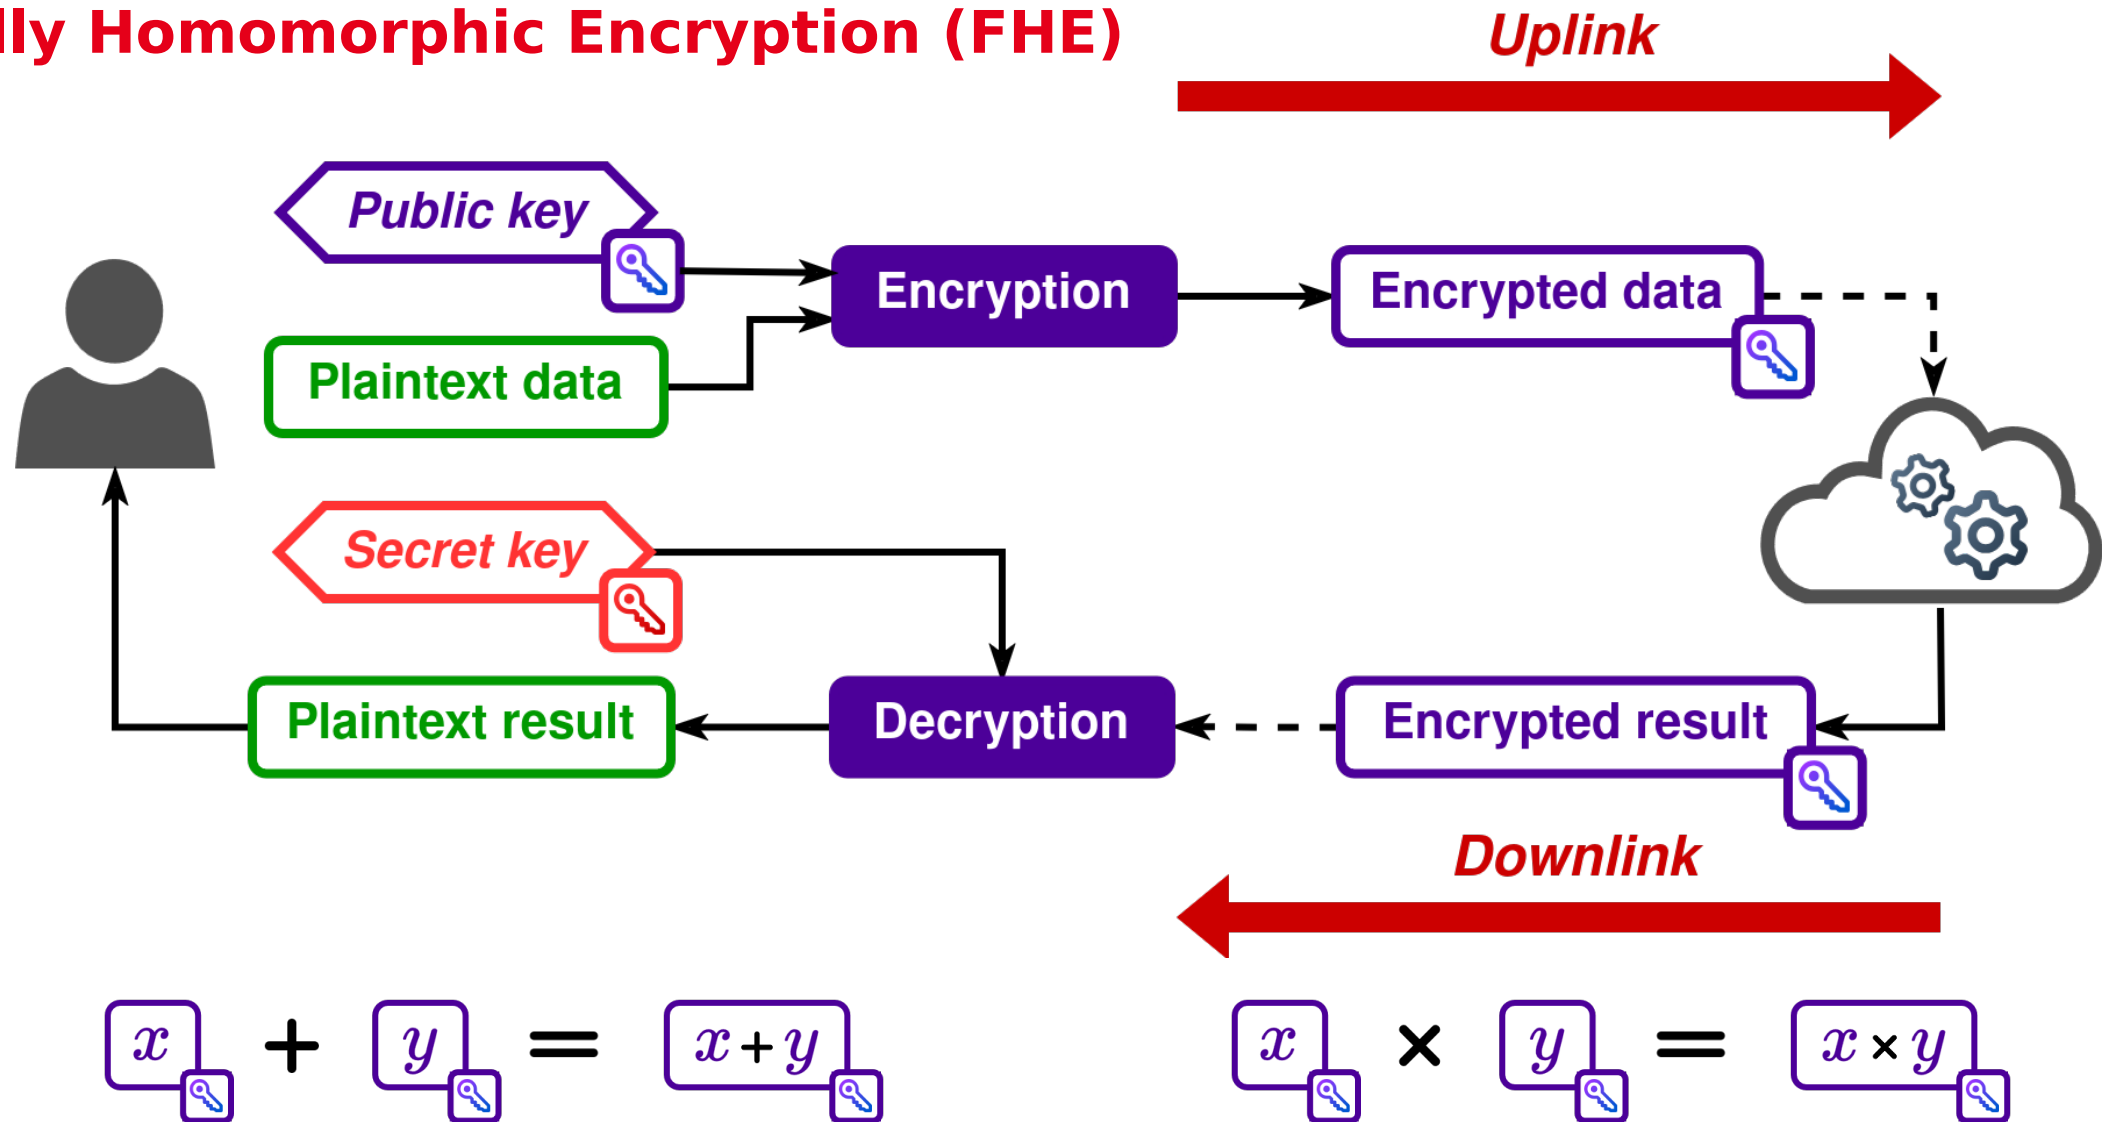 lly Homomorphic Encryption (FHE)
Uplink
Public key
Encryption
Encrypted data
Plaintext data
Secret key
Plaintext result
Decryption
Encrypted result
Downlink
x + y = x + y
x × y = x × y